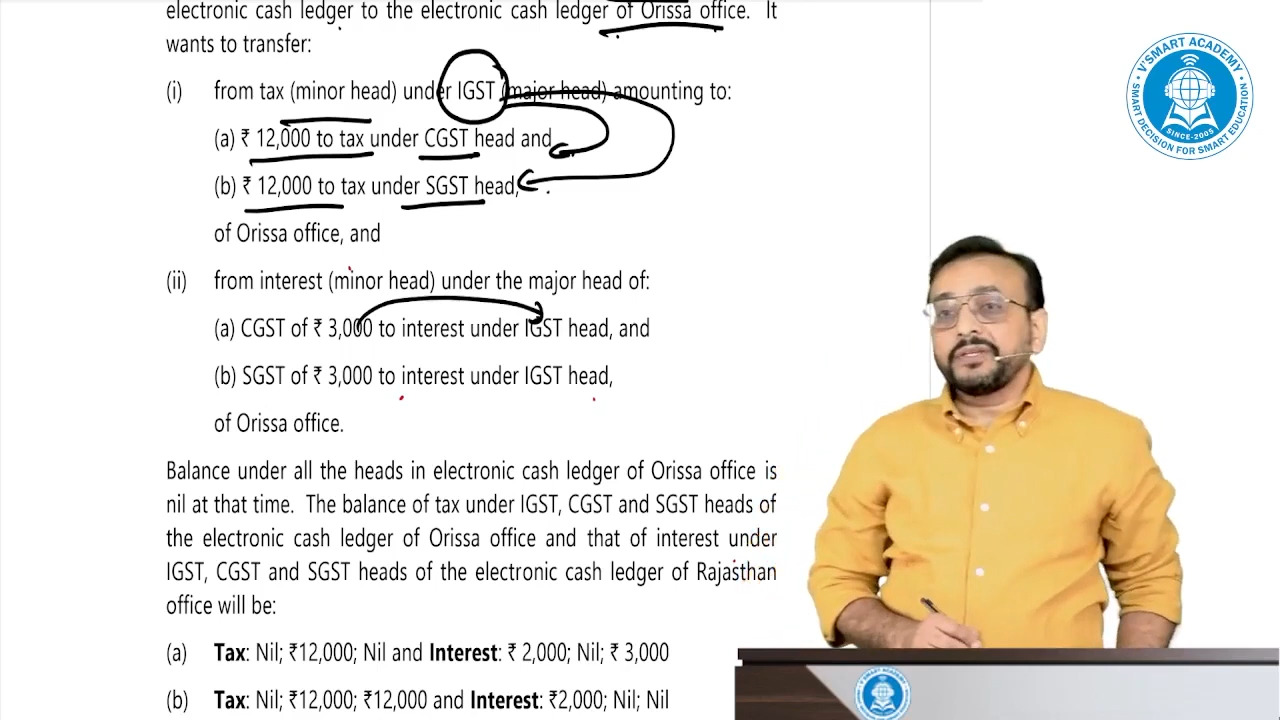 electronic cash ledger to the electronic cash ledger of Orissa office. It
wants to transfer:
(i) from tax (minor head) under IGST (major head) amounting to:
(a) ₹ 12,000 to tax under CGST head and
(b) ₹ 12,000 to tax under SGST head,
of Orissa office, and
(ii) from interest (minor head) under the major head of:
(a) CGST of ₹ 3,000 to interest under IGST head, and
(b) SGST of ₹ 3,000 to interest under IGST head,
of Orissa office.
Balance under all the heads in electronic cash ledger of Orissa office is
nil at that time. The balance of tax under IGST, CGST and SGST heads of
the electronic cash ledger of Orissa office and that of interest under
IGST, CGST and SGST heads of the electronic cash ledger of Rajasthan
office will be:
(a) Tax: Nil; ₹12,000; Nil and Interest: ₹ 2,000; Nil; ₹ 3,000
(b) Tax: Nil; ₹12,000; ₹12,000 and Interest: ₹2,000; Nil; Nil
V'SMART ACADEMY
SINCE-2005
SMART DECISION FOR SMART EDUCATION